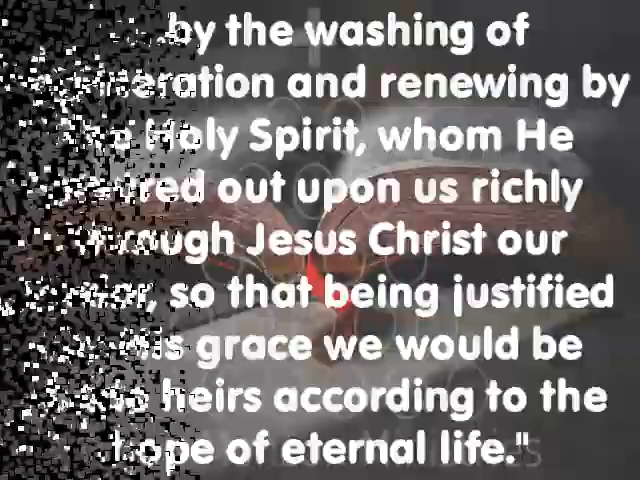 by the washing of
regeneration and renewing by
the Holy Spirit, whom He
poured out upon us richly
through Jesus Christ our
Savior, so that being justified
His grace we would be
made heirs according to the
hope of eternal life."